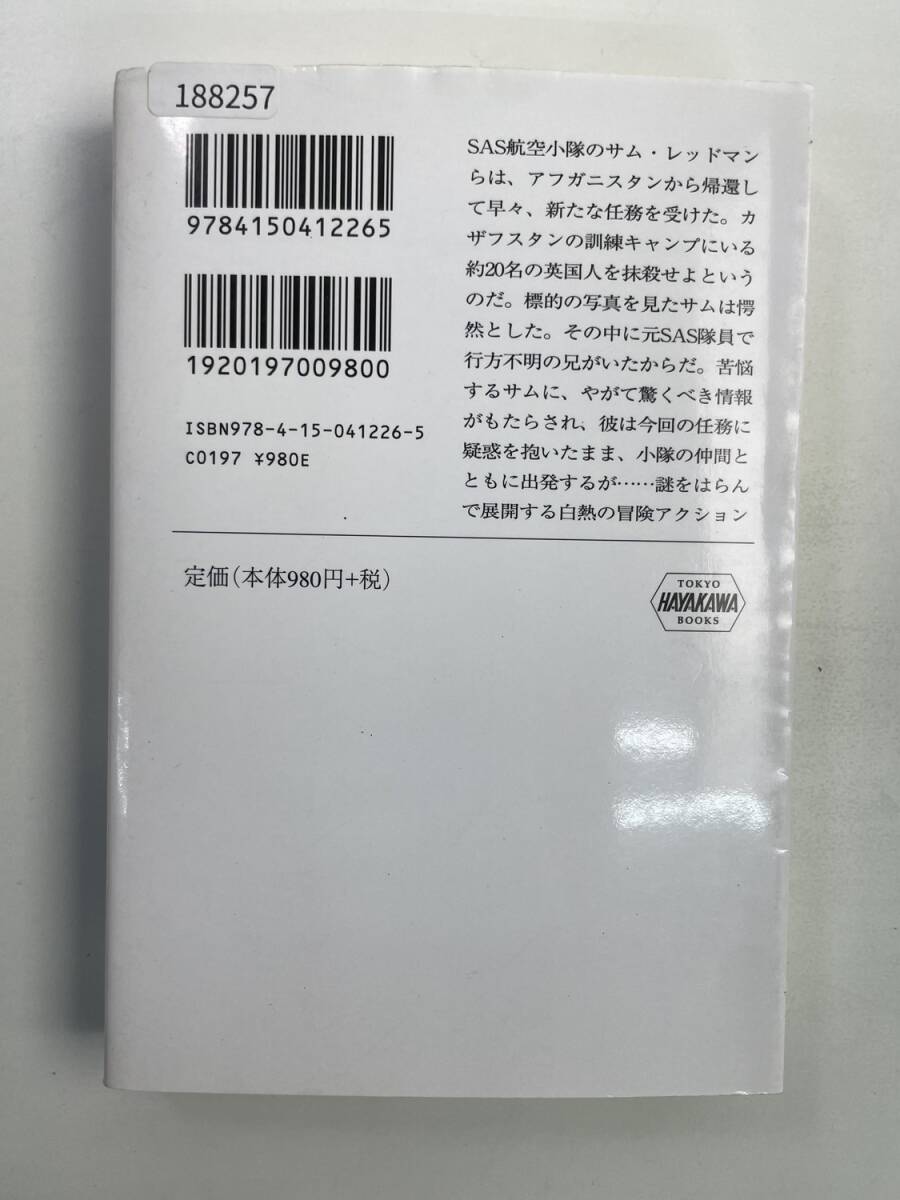 188257
9784150412265
1920197009800
ISBN978-4-15-041226-5
C0197 ¥980E
SAS航空小隊のサム・レッドマン
らは、アフガニスタンから帰還し
て早々、新たな任務を受けた。カ
ザフスタンの訓練キャンプにいる
約20名の英国人を抹殺せよという
のだ。標的の写真を見たサムは愕
然とした。その中に元SAS隊員で
行方不明の兄がいたからだ。苦悩
するサムに、やがて驚くべき情報
がもたらされ、彼は今回の任務に
疑惑を抱いたまま、小隊の仲間と
ともに出発するが……謎をはらん
で展開する白熱の冒険アクション
定価(本体980円+税)
TOKYO
HAYAKAWA
BOOKS